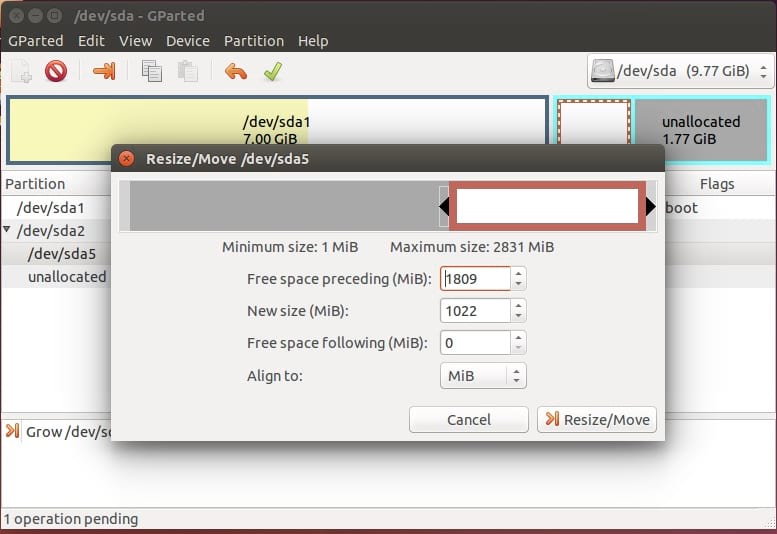 /dev/sda - GParted
GParted Edit View Device Partition Help
/dev/sda (9.77 GiB)
/dev/sda1
7.00 GiB
unallocated
1.77 GiB
Resize/Move /dev/sda5
Partition
Flags
/dev/sda1
boot
/dev/sda2
/dev/sda5
unallocated
Minimum size: 1 MiB Maximum size: 2831 MiB
Free space preceding (MiB): 1809
New size (MiB): 1022
Free space following (MiB): 0
Align to: MiB
Cancel Resize/Move
Grow /dev/sd
1 operation pending